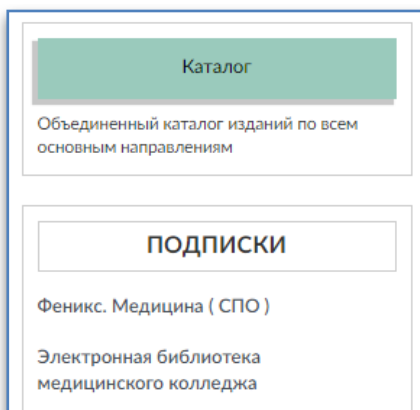 Каталог
Объединенный каталог изданий по всем
основным направлениям
ПОДПИСКИ
Феникс. Медицина ( СПО )
Электронная библиотека
медицинского колледжа